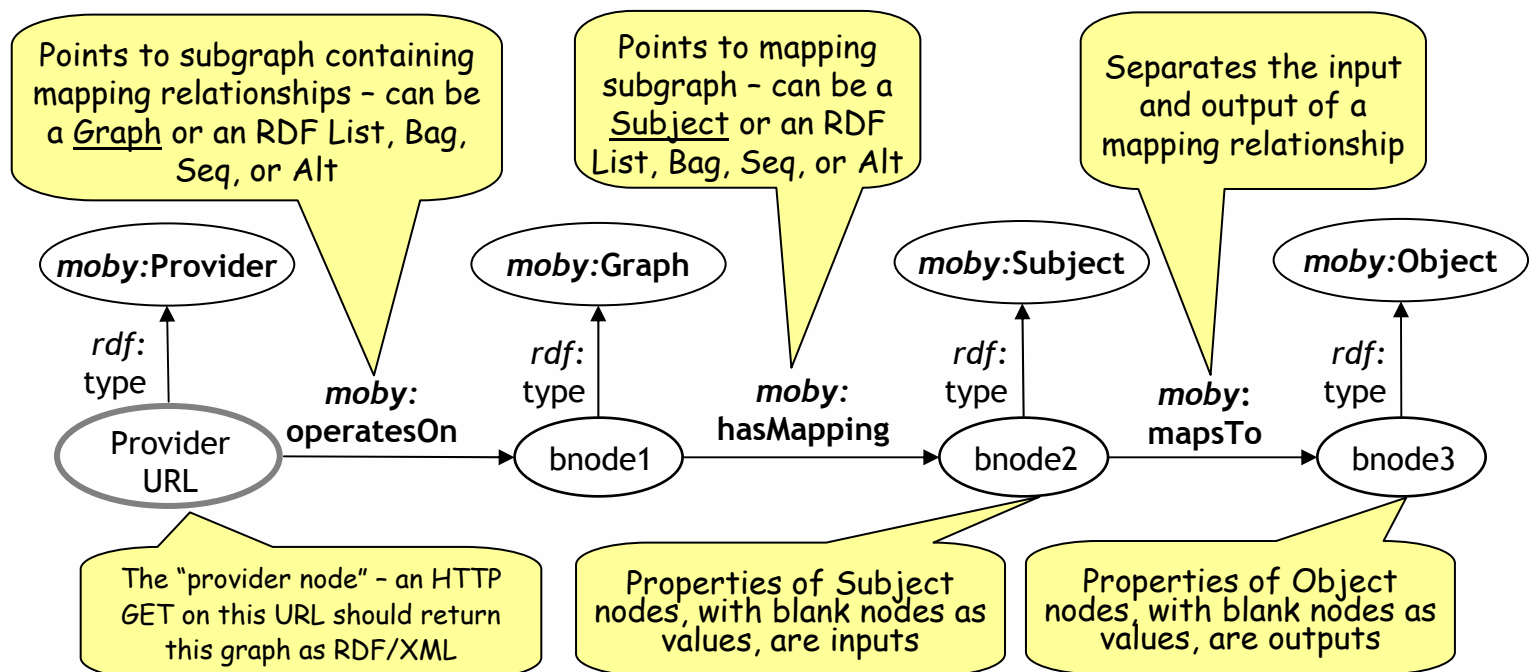 Points to subgraph containing
mapping relationships – can be
a Graph or an RDF List, Bag,
Seq, or Alt
Points to mapping
subgraph – can be a
Subject or an RDF
List, Bag, Seq, or Alt
Separates the input
and output of a
mapping relationship
moby:Provider
moby:Graph
moby:Subject
moby:Object
rdf:
type
moby:
operatesOn
rdf:
type
moby:
hasMapping
rdf:
type
moby:
mapsTo
rdf:
type
Provider
URL
bnode1
bnode2
bnode3
The "provider node" – an HTTP
GET on this URL should return
this graph as RDF/XML
Properties of Subject
nodes, with blank nodes as
values, are inputs
Properties of Object
nodes, with blank nodes as
values, are outputs